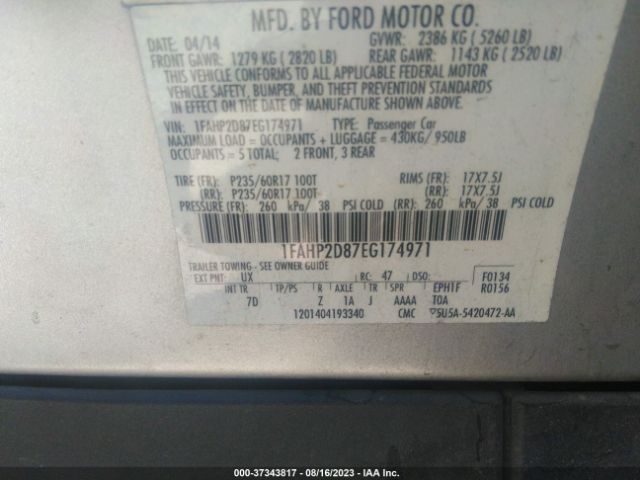 MFD. BY FORD MOTOR CO.
DATE: 04/14 GVWR: 2386 KG ( 5260 LB)
FRONT GAWR: 1279 KG ( 2820 LB) REAR GAWR: 1143 KG ( 2520 LB)
THIS VEHICLE CONFORMS TO ALL APPLICABLE FEDERAL MOTOR
VEHICLE SAFETY, BUMPER, AND THEFT PREVENTION STANDARDS
IN EFFECT ON THE DATE OF MANUFACTURE SHOWN ABOVE.
VIN: 1FAHP2D87EG174971 TYPE: Passenger Car
MAXIMUM LOAD = OCCUPANTS + LUGGAGE = 430KG/ 950LB
OCCUPANTS = 5 TOTAL; 2 FRONT, 3 REAR
TIRE (FR): P235/60R17 100T RIMS (FR): 17X7.5J
(RR): P235/60R17 100T (RR): 17X7.5J
PRESSURE (FR): 260 kPa/ 38 PSI COLD (RR): 260 kPa/ 38 PSI COLD
1FAHP2D87EG174971
TRAILER TOWING - SEE OWNER GUIDE
EXT PNT: UX RC: 47 DSO: F0134
INT TR TP/PS R AXLE TR SPR EPH1F R0156
7D Z 1A J AAAA T0A
1201404193340 CMC 5U5A-5420472-AA
000-37343817 - 08/16/2023 - IAA Inc.